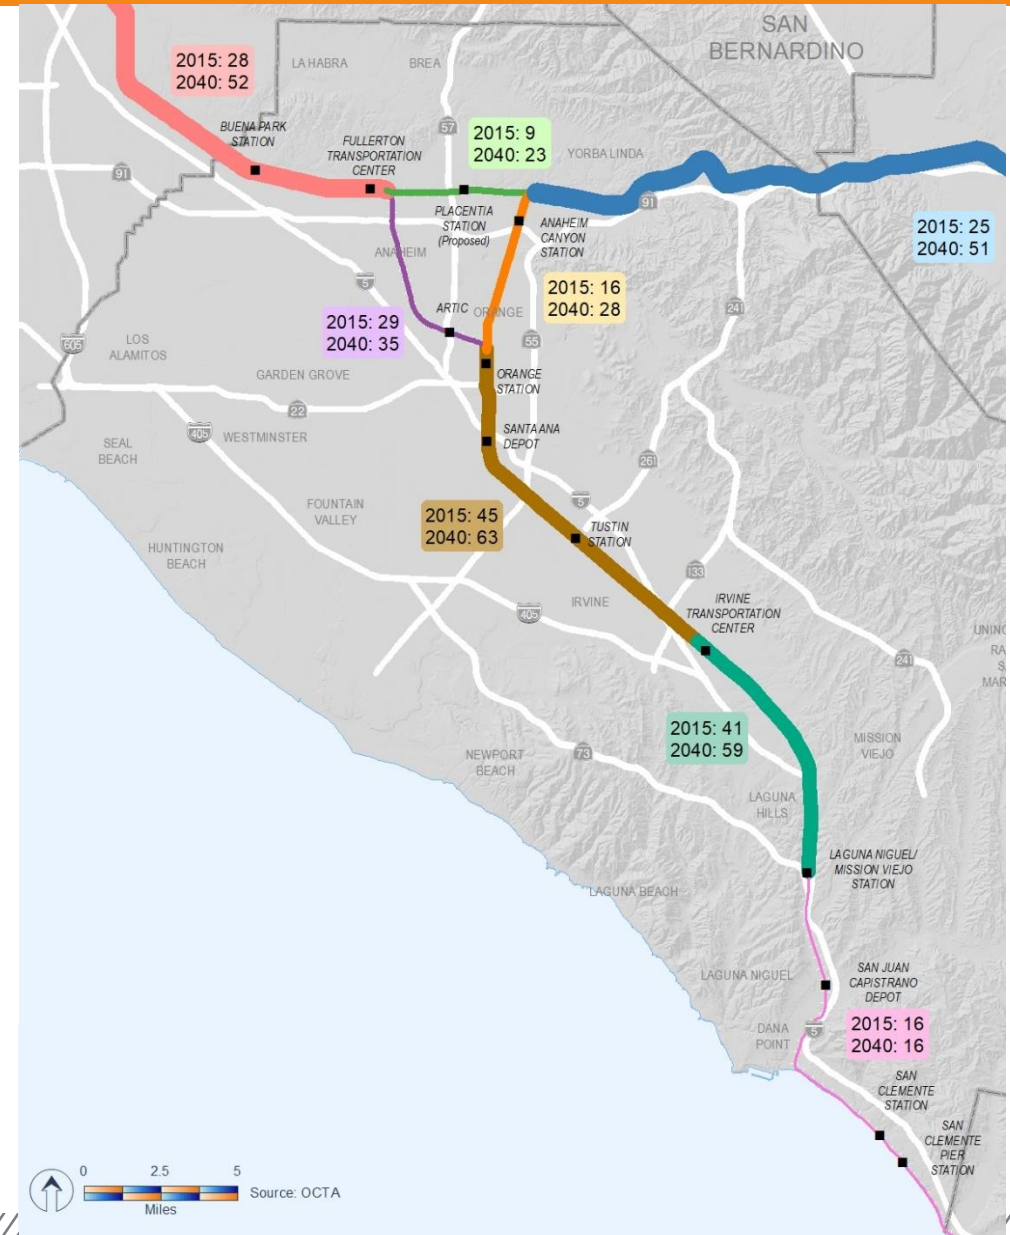 SAN
BERNARDINO
2015: 28
2040: 52
LA HABRA
BREA
BUENA PARK
STATION
FULLERTON
TRANSPORTATION
CENTER
57
2015: 9
2040: 23
YORBA LINDA
91
PLACENTIA
STATION
(Proposed)
ANAHEIM
CANYON
STATION
91
2015: 25
2040: 51
ANAHEIM
5
2015: 16
2040: 28
241
ARTIC
ORANGE
2015: 29
2040: 35
55
605
LOS
ALAMITOS
GARDEN GROVE
ORANGE
STATION
22
405
WESTMINSTER
SANTA ANA
DEPOT
SEAL
BEACH
261
5
FOUNTAIN
VALLEY
2015: 45
2040: 63
TUSTIN
STATION
HUNTINGTON
BEACH
133
IRVINE
IRVINE
TRANSPORTATION
CENTER
405
UNINC
RA
S
MAR
241
2015: 41
2040: 59
MISSION
VIEJO
NEWPORT
BEACH
73
LAGUNA
HILLS
LAGUNA NIGUEL/
MISSION VIEJO
STATION
LAGUNA BEACH
LAGUNA NIGUEL
SAN JUAN
CAPISTRANO
DEPOT
DANA
POINT
5
2015: 16
2040: 16
SAN
CLEMENTE
STATION
SAN
CLEMENTE
PIER
STATION
0 2.5 5
Miles
Source: OCTA